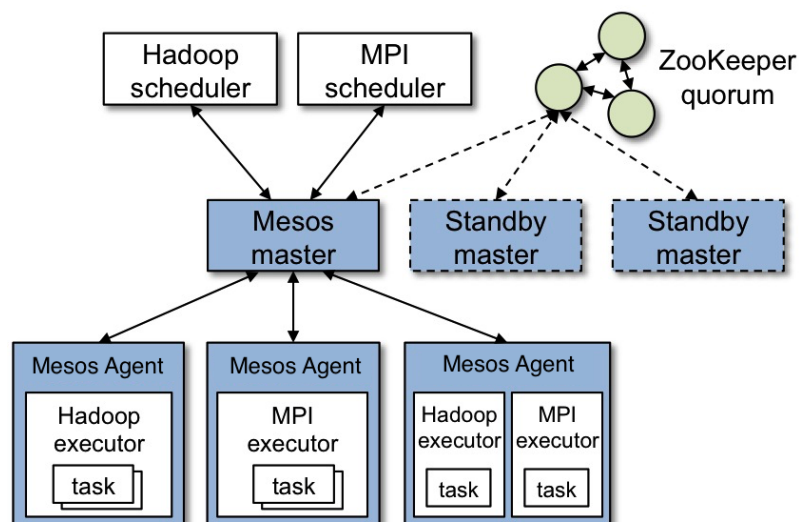 Hadoop
scheduler
MPI
scheduler
ZooKeeper
quorum
Mesos
master
Standby
master
Standby
master
Mesos Agent
Hadoop
executor
task
Mesos Agent
MPI
executor
task
Mesos Agent
Hadoop
executor
task
MPI
executor
task